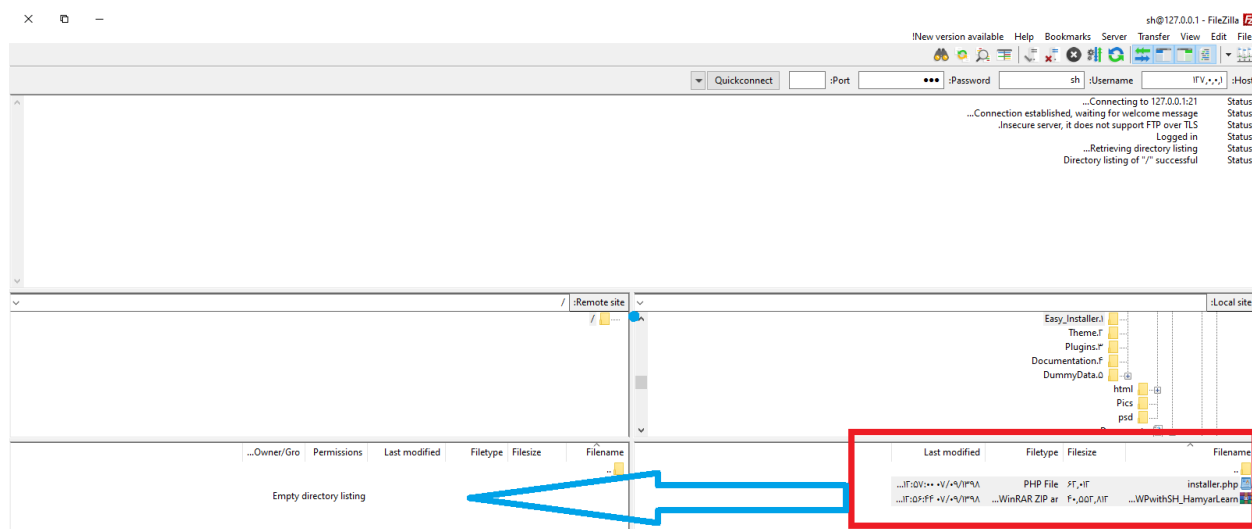 sh@127.0.0.1 - FileZilla
File Edit View Transfer Server Bookmarks Help New version available!
Host: ۱۲۷,۰,۰,۱ Username: sh Password: ●●● Port: Quickconnect
Status Connecting to 127.0.0.1:21...
Status Connection established, waiting for welcome message...
Status Insecure server, it does not support FTP over TLS.
Status Logged in
Status Retrieving directory listing...
Status Directory listing of "/" successful
Local site:
Easy_Installer.۱
Theme.۲
Plugins.۳
Documentation.۴
DummyData.۵
html
Pics
psd
Remote site: /
/
Filename Filesize Filetype Last modified
..
installer.php ۶۲,۰۱۲ PHP File ۰۷/۰۹/۱۳۹۸ ۱۲:۵۷:۰۰...
WPwithSH_HamyarLearn... ۴۰,۵۵۲,۸۱۲ WinRAR ZIP ar... ۰۷/۰۹/۱۳۹۸ ۱۲:۵۶:۴۴...
Filename Filesize Filetype Last modified Permissions Owner/Gro...
..
Empty directory listing